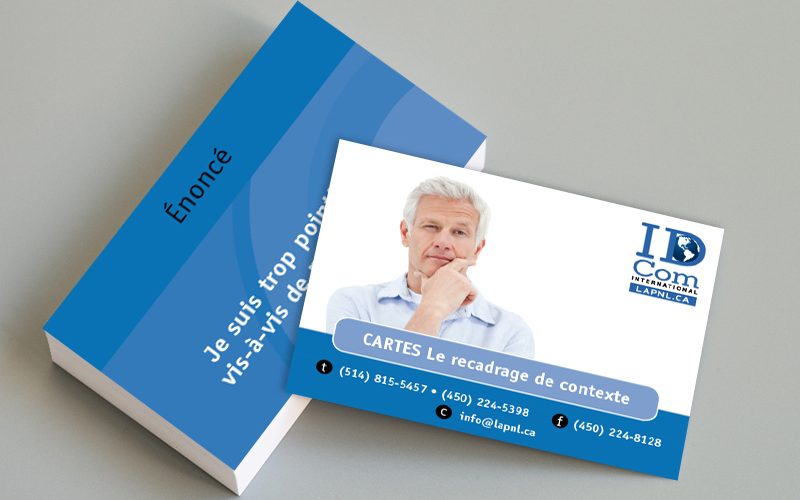 Énoncé
Je suis trop
vis-à-vis de
ID
Com
INTERNATIONAL
LAPNL.CA
CARTES Le recadrage de contexte
t (514) 815-5457 • (450) 224-5398
f (450) 224-8128
c info@lapnl.ca